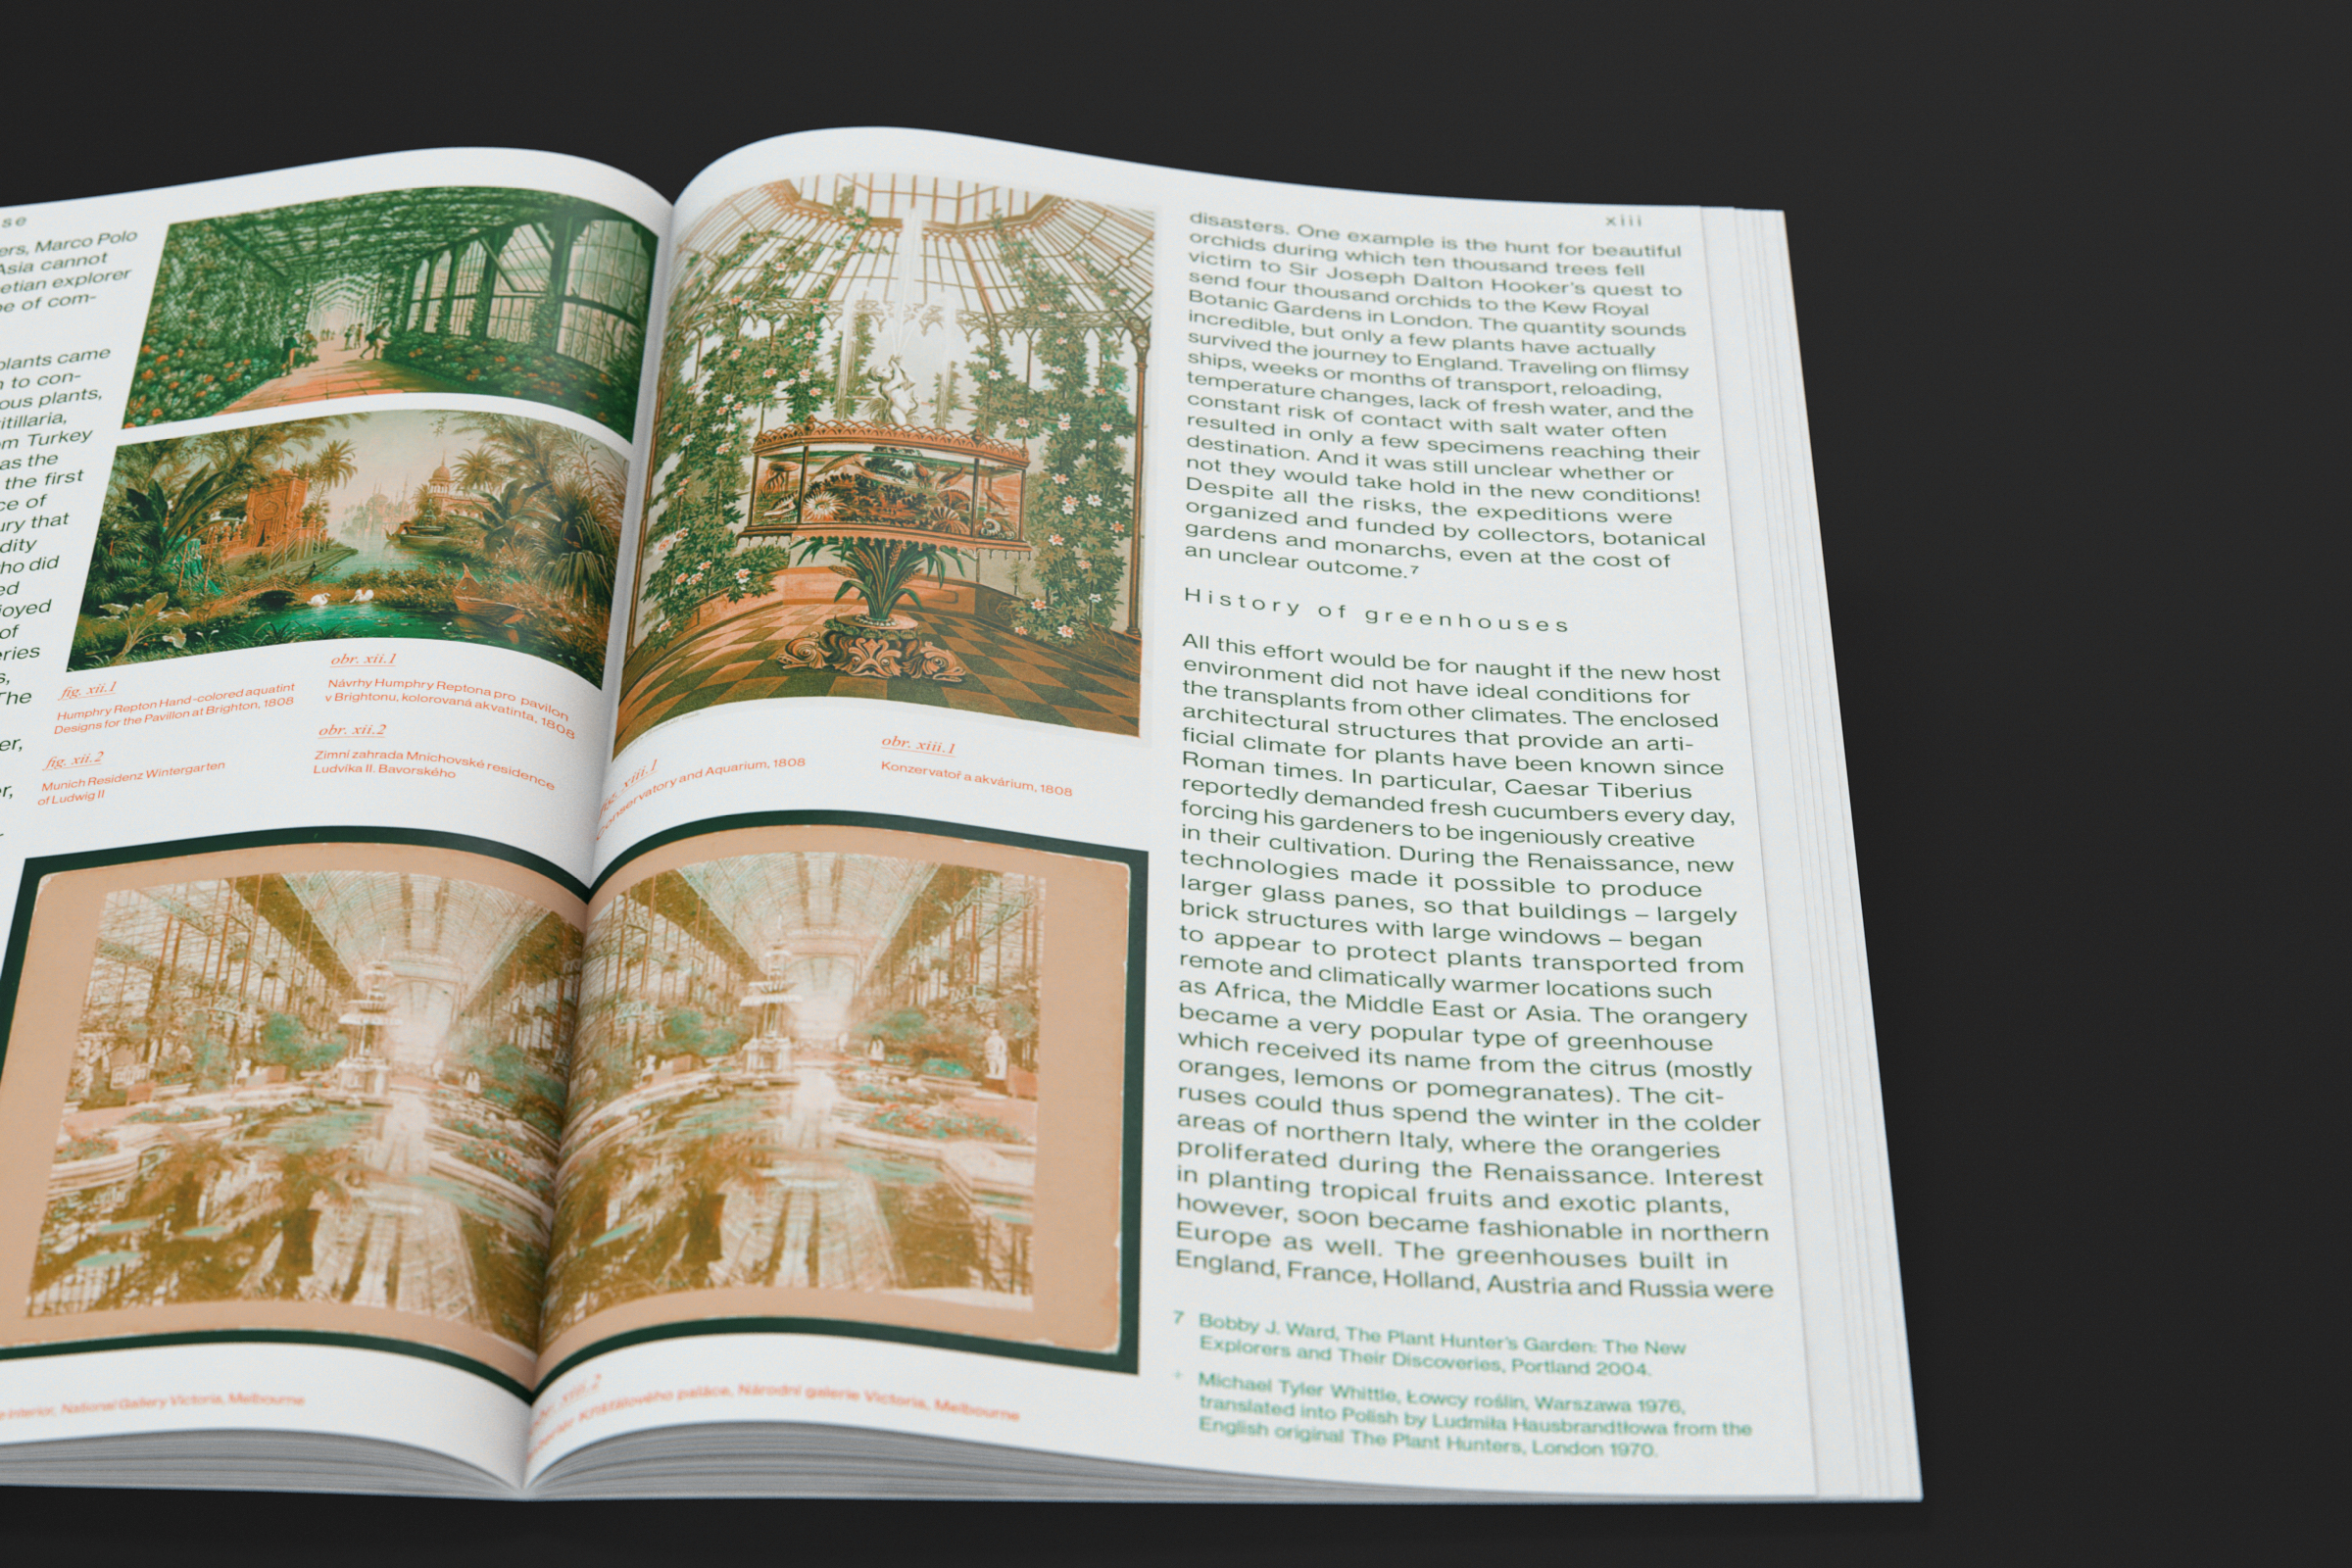 se
ers, Marco Polo
Asia cannot
etian explorer
pe of com-
plants came
n to con-
ous plants,
itillaria,
om Turkey
as the
the first
ce of
ury that
dity
ho did
ed
joyed
of
eries
s,
The
er,
er,
fig. xii.1
Humphry Repton Hand-colored aquatint
Designs for the Pavillon at Brighton, 1808
fig. xii.2
Munich Residenz Wintergarten
of Ludwig II
obr. xii.1
Návrhy Humphry Reptona pro pavilon
v Brightonu, kolorovaná akvatinta, 1808
obr. xii.2
Zimní zahrada Mnichovské residence
Ludvíka II. Bavorského
interior, National Gallery Victoria, Melbourne
xiii.1
Conservatory and Aquarium, 1808
obr. xiii.1
Konzervatoř a akvárium, 1808
xiii.2
Křišťálového paláce, Národní galerie Victoria, Melbourne
xiii
disasters. One example is the hunt for beautiful
orchids during which ten thousand trees fell
victim to Sir Joseph Dalton Hooker's quest to
send four thousand orchids to the Kew Royal
Botanic Gardens in London. The quantity sounds
incredible, but only a few plants have actually
survived the journey to England. Traveling on flimsy
ships, weeks or months of transport, reloading,
temperature changes, lack of fresh water, and the
constant risk of contact with salt water often
resulted in only a few specimens reaching their
destination. And it was still unclear whether or
not they would take hold in the new conditions!
Despite all the risks, the expeditions were
organized and funded by collectors, botanical
gardens and monarchs, even at the cost of
an unclear outcome.⁷
History of greenhouses
All this effort would be for naught if the new host
environment did not have ideal conditions for
the transplants from other climates. The enclosed
architectural structures that provide an arti-
ficial climate for plants have been known since
Roman times. In particular, Caesar Tiberius
reportedly demanded fresh cucumbers every day,
forcing his gardeners to be ingeniously creative
in their cultivation. During the Renaissance, new
technologies made it possible to produce
larger glass panes, so that buildings – largely
brick structures with large windows – began
to appear to protect plants transported from
remote and climatically warmer locations such
as Africa, the Middle East or Asia. The orangery
became a very popular type of greenhouse
which received its name from the citrus (mostly
oranges, lemons or pomegranates). The cit-
ruses could thus spend the winter in the colder
areas of northern Italy, where the orangeries
proliferated during the Renaissance. Interest
in planting tropical fruits and exotic plants,
however, soon became fashionable in northern
Europe as well. The greenhouses built in
England, France, Holland, Austria and Russia were
7 Bobby J. Ward, The Plant Hunter's Garden: The New
Explorers and Their Discoveries, Portland 2004.
+ Michael Tyler Whittle, Łowcy roślin, Warszawa 1976,
translated into Polish by Ludmiła Hausbrandtłowa from the
English original The Plant Hunters, London 1970.